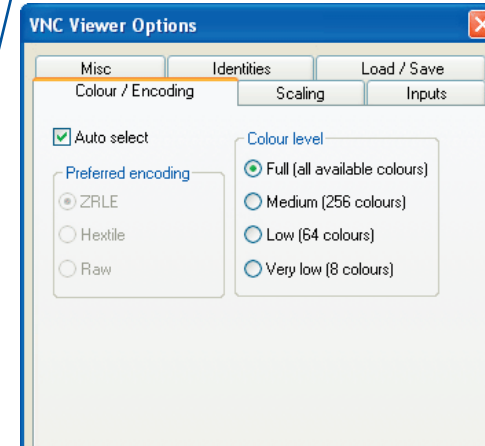 VNC Viewer Options
Misc Identities Load / Save
Colour / Encoding Scaling Inputs
Auto select
Preferred encoding
ZRLE
Hextile
Raw
Colour level
Full (all available colours)
Medium (256 colours)
Low (64 colours)
Very low (8 colours)